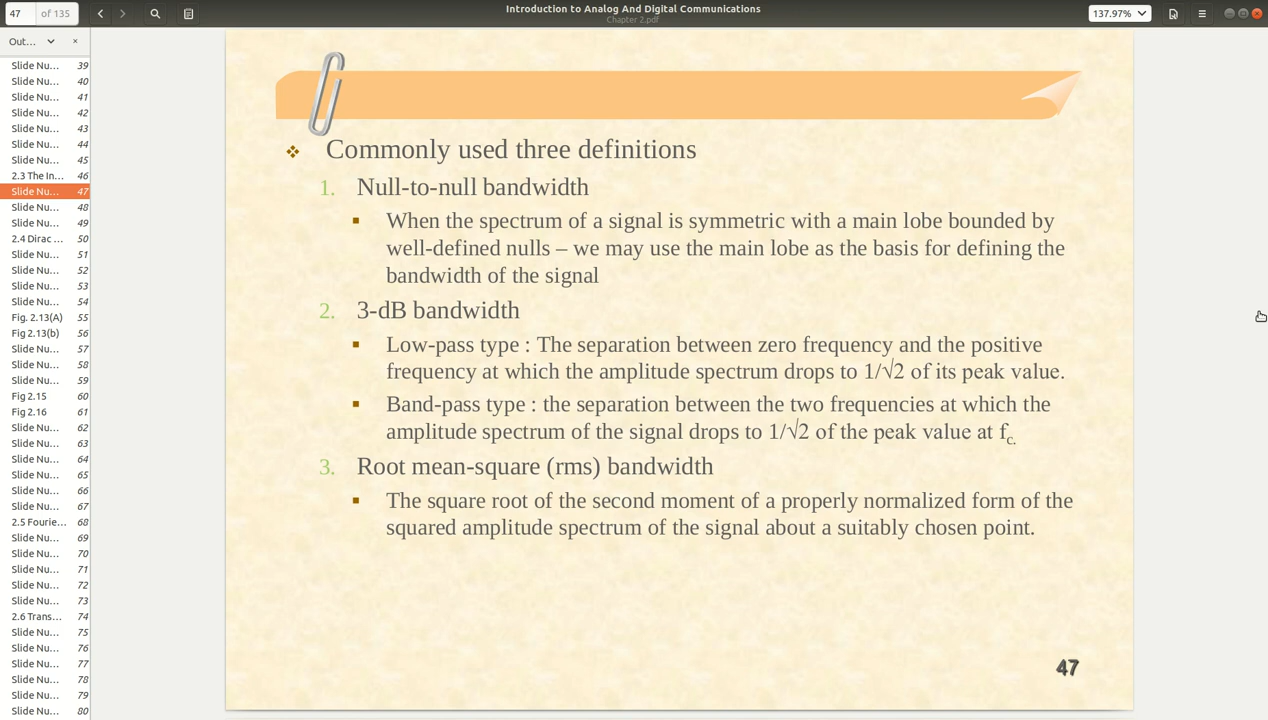 47 of 135
Introduction to Analog And Digital Communications
Chapter 2.pdf
137.97%
Out...
Slide Nu... 39
Slide Nu... 40
Slide Nu... 41
Slide Nu... 42
Slide Nu... 43
Slide Nu... 44
Slide Nu... 45
2.3 The In... 46
Slide Nu... 47
Slide Nu... 48
Slide Nu... 49
2.4 Dirac ... 50
Slide Nu... 51
Slide Nu... 52
Slide Nu... 53
Slide Nu... 54
Fig. 2.13(A) 55
Fig 2.13(b) 56
Slide Nu... 57
Slide Nu... 58
Slide Nu... 59
Fig 2.15 60
Fig 2.16 61
Slide Nu... 62
Slide Nu... 63
Slide Nu... 64
Slide Nu... 65
Slide Nu... 66
Slide Nu... 67
2.5 Fourie... 68
Slide Nu... 69
Slide Nu... 70
Slide Nu... 71
Slide Nu... 72
Slide Nu... 73
2.6 Trans... 74
Slide Nu... 75
Slide Nu... 76
Slide Nu... 77
Slide Nu... 78
Slide Nu... 79
Slide Nu... 80
❖ Commonly used three definitions
1. Null-to-null bandwidth
▪ When the spectrum of a signal is symmetric with a main lobe bounded by
well-defined nulls – we may use the main lobe as the basis for defining the
bandwidth of the signal
2. 3-dB bandwidth
▪ Low-pass type : The separation between zero frequency and the positive
frequency at which the amplitude spectrum drops to 1/√2 of its peak value.
▪ Band-pass type : the separation between the two frequencies at which the
amplitude spectrum of the signal drops to 1/√2 of the peak value at fc.
3. Root mean-square (rms) bandwidth
▪ The square root of the second moment of a properly normalized form of the
squared amplitude spectrum of the signal about a suitably chosen point.
47